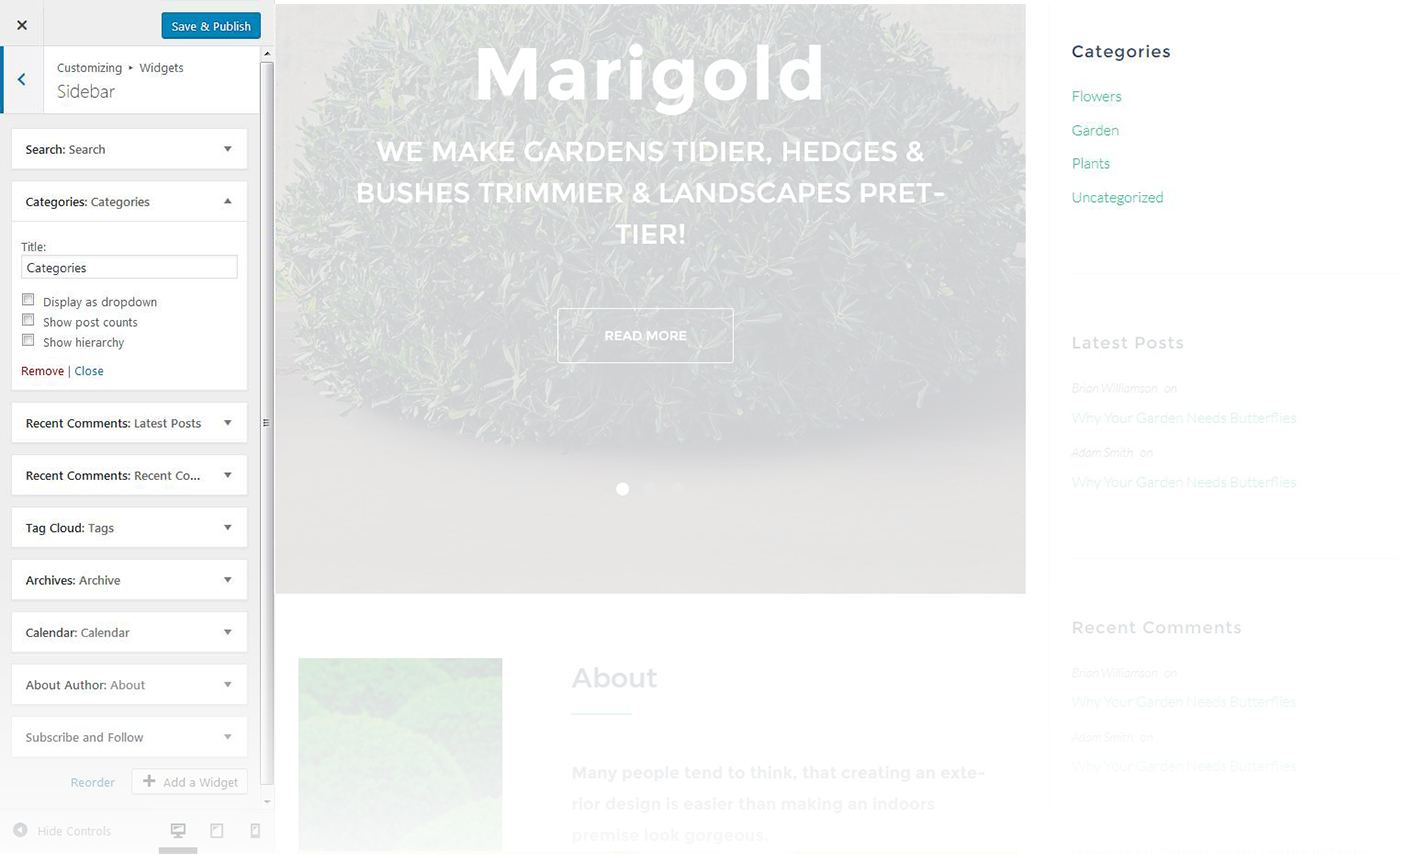 Save & Publish
Customizing ▸ Widgets
Sidebar
Search: Search
Categories: Categories
Title:
Categories
Display as dropdown
Show post counts
Show hierarchy
Remove | Close
Recent Comments: Latest Posts
Recent Comments: Recent Co...
Tag Cloud: Tags
Archives: Archive
Calendar: Calendar
About Author: About
Subscribe and Follow
Reorder
Add a Widget
Hide Controls
Marigold
WE MAKE GARDENS TIDIER, HEDGES &
BUSHES TRIMMIER & LANDSCAPES PRET-
TIER!
READ MORE
About
Many people tend to think, that creating an exte-
rior design is easier than making an indoors
premise look gorgeous.
Categories
Flowers
Garden
Plants
Uncategorized
Latest Posts
Brian Williamson on
Why Your Garden Needs Butterflies
Adam Smith on
Why Your Garden Needs Butterflies
Recent Comments
Brian Williamson on
Why Your Garden Needs Butterflies
Adam Smith on
Why Your Garden Needs Butterflies